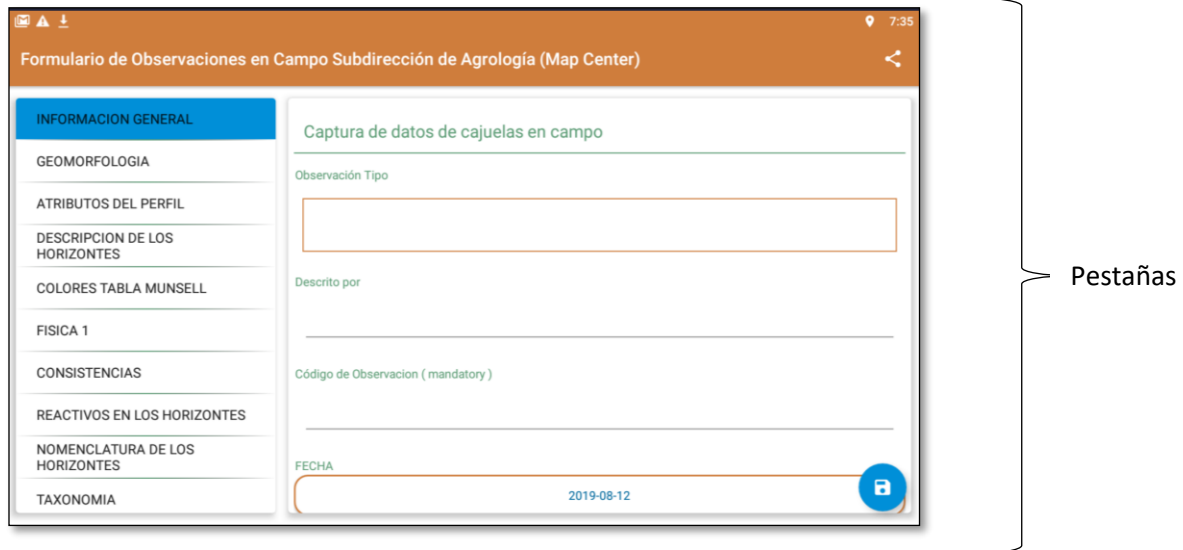 7:35
Formulario de Observaciones en Campo Subdirección de Agrología (Map Center)
INFORMACION GENERAL
GEOMORFOLOGIA
ATRIBUTOS DEL PERFIL
DESCRIPCION DE LOS
HORIZONTES
COLORES TABLA MUNSELL
FISICA 1
CONSISTENCIAS
REACTIVOS EN LOS HORIZONTES
NOMENCLATURA DE LOS
HORIZONTES
TAXONOMIA
Captura de datos de cajuelas en campo
Observación Tipo
Descrito por
Código de Observacion ( mandatory )
FECHA
2019-08-12
Pestañas